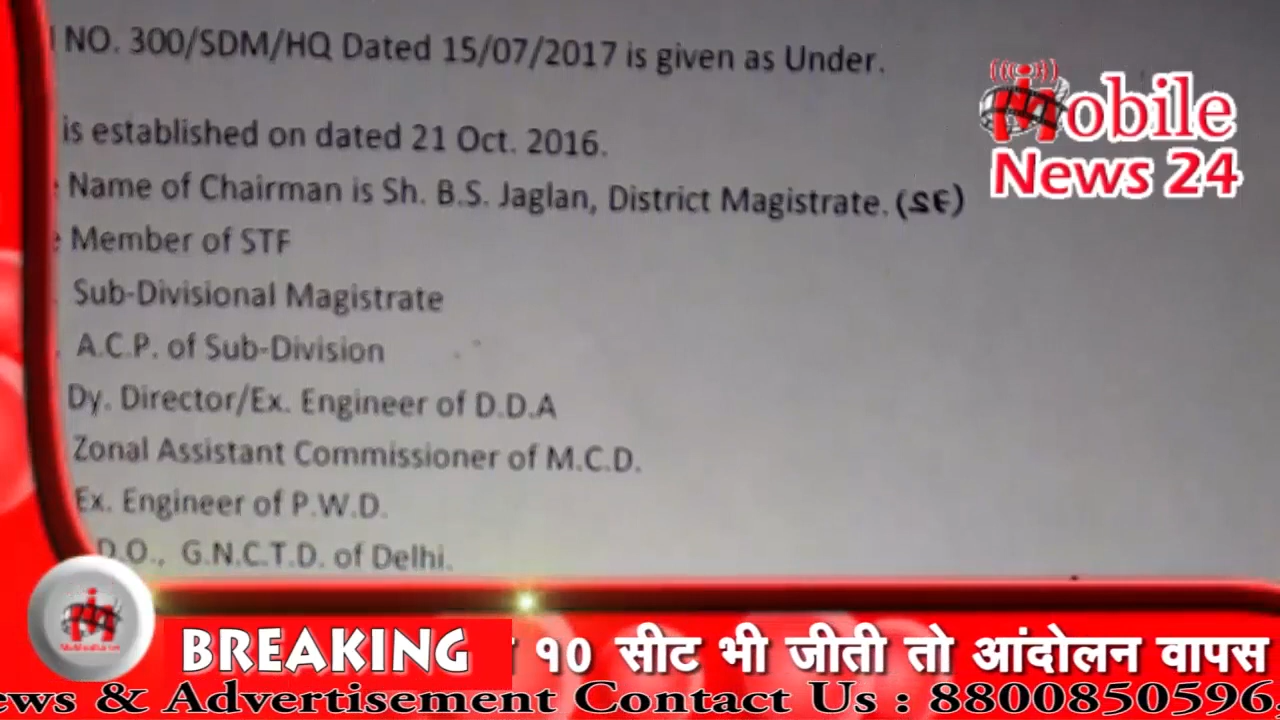 NO. 300/SDM/HQ Dated 15/07/2017 is given as Under.
is established on dated 21 Oct. 2016.
Name of Chairman is Sh. B.S. Jaglan, District Magistrate.
Member of STF
Sub-Divisional Magistrate
A.C.P. of Sub-Division
Dy. Director/Ex. Engineer of D.D.A
Zonal Assistant Commissioner of M.C.D.
Ex. Engineer of P.W.D.
D.O., G.N.C.T.D. of Delhi.
Mobile
News 24
BREAKING
१० सीट भी जीती तो आंदोलन वापस
ews & Advertisement Contact Us : 8800850596.